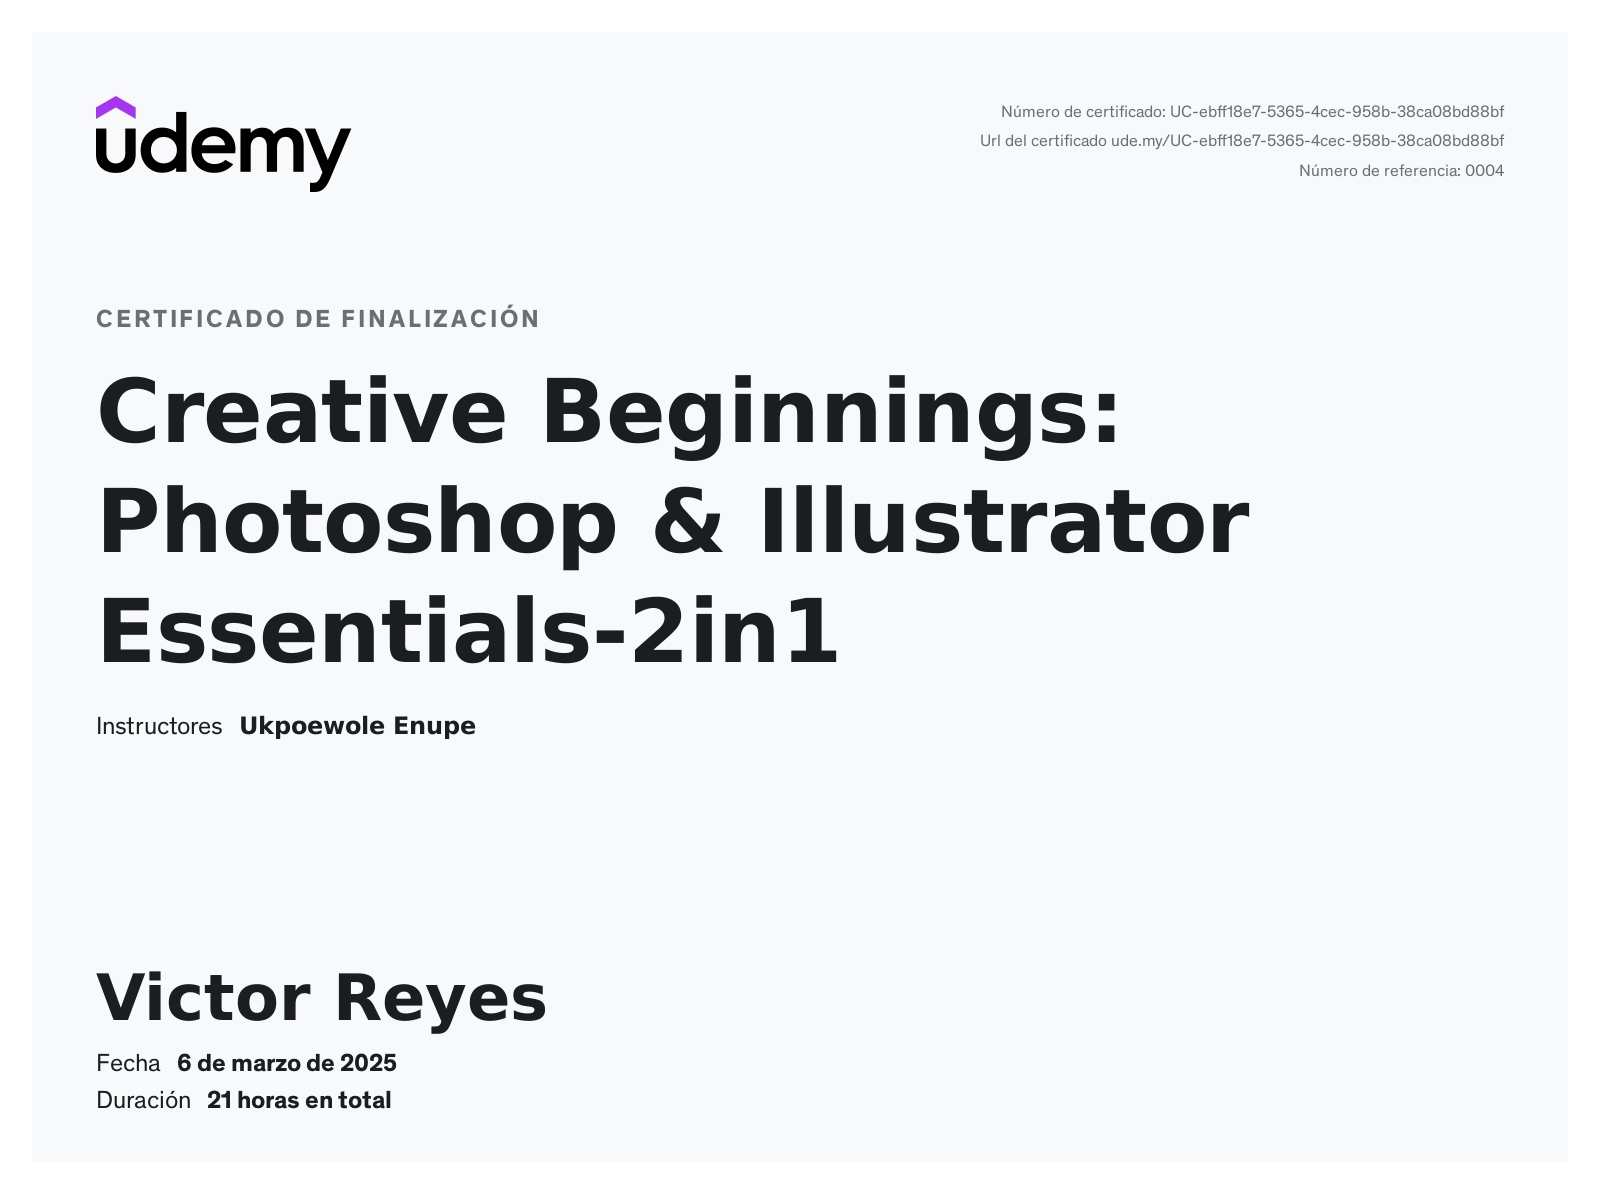 udemy
Número de certificado: UC-ebff18e7-5365-4cec-958b-38ca08bd88bf
Url del certificado ude.my/UC-ebff18e7-5365-4cec-958b-38ca08bd88bf
Número de referencia: 0004
CERTIFICADO DE FINALIZACIÓN
Creative Beginnings:
Photoshop & Illustrator
Essentials-2in1
Instructores Ukpoewole Enupe
Victor Reyes
Fecha 6 de marzo de 2025
Duración 21 horas en total